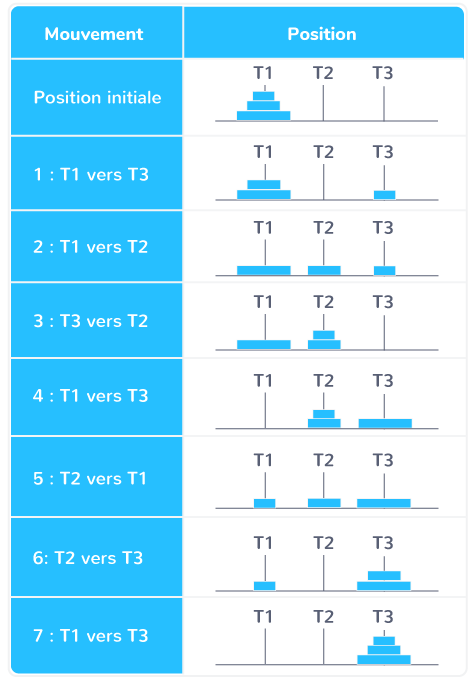 Mouvement Position
Position initiale T1 T2 T3
1 : T1 vers T3 T1 T2 T3
2 : T1 vers T2 T1 T2 T3
3 : T3 vers T2 T1 T2 T3
4 : T1 vers T3 T1 T2 T3
5 : T2 vers T1 T1 T2 T3
6: T2 vers T3 T1 T2 T3
7 : T1 vers T3 T1 T2 T3